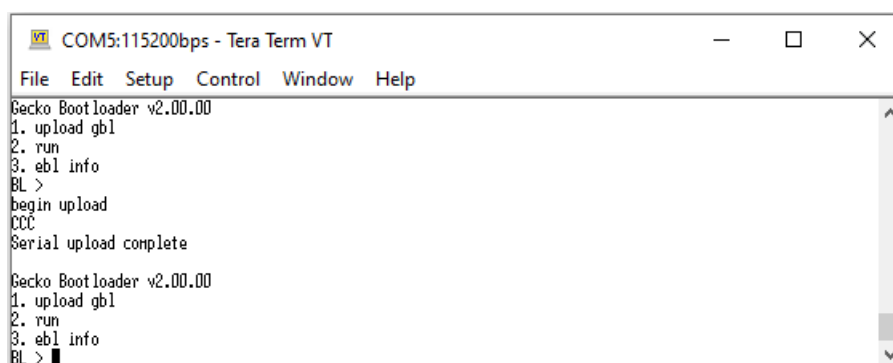 VT COM5:115200bps - Tera Term VT
File Edit Setup Control Window Help
Gecko Bootloader v2.00.00
1. upload gbl
2. run
3. ebl info
BL >
begin upload
CCC
Serial upload complete
Gecko Bootloader v2.00.00
1. upload gbl
2. run
3. ebl info
BL >